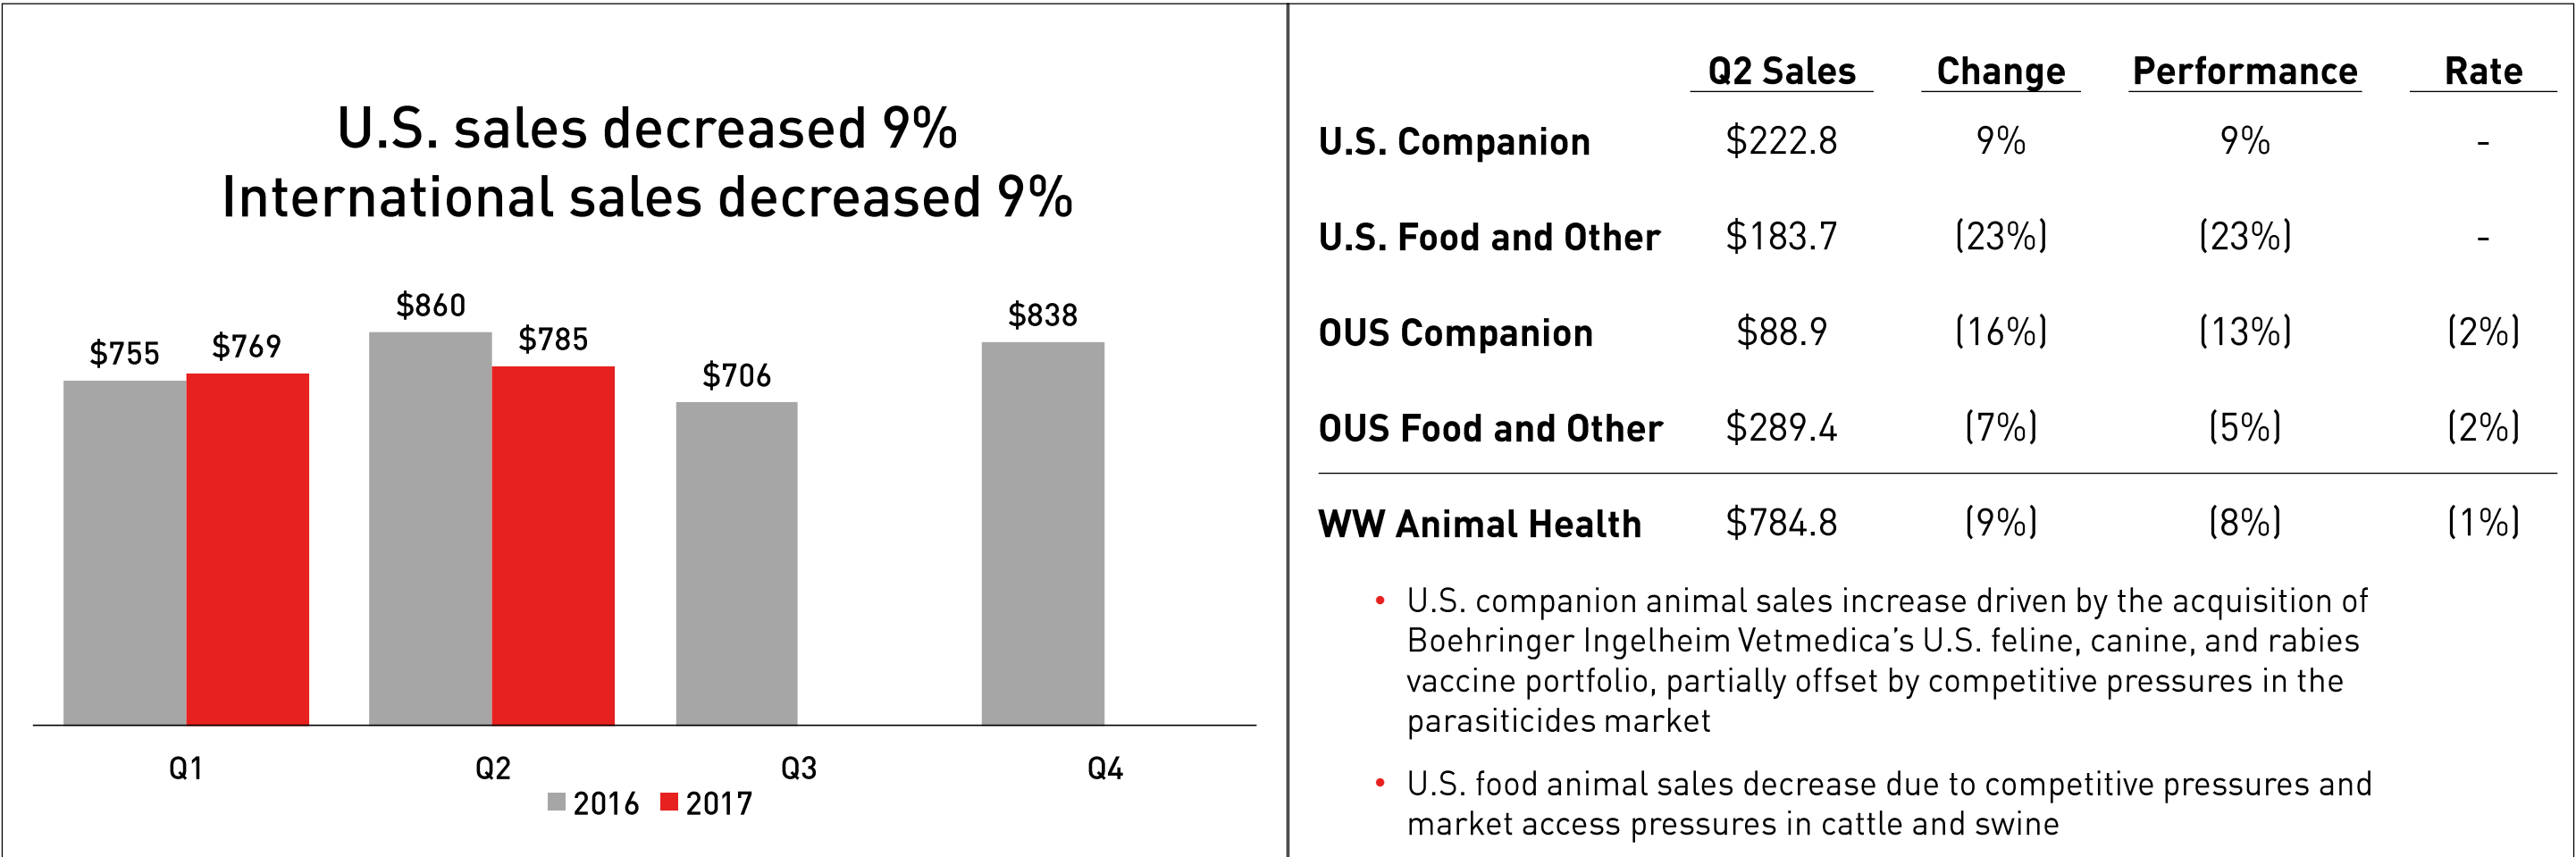 U.S. sales decreased 9%
International sales decreased 9%
$755
$769
$860
$785
$706
$838
Q1
Q2
Q3
Q4
2016
2017
Q2 Sales Change Performance Rate
U.S. Companion $222.8 9% 9% -
U.S. Food and Other $183.7 (23%) (23%) -
OUS Companion $88.9 (16%) (13%) (2%)
OUS Food and Other $289.4 (7%) (5%) (2%)
WW Animal Health $784.8 (9%) (8%) (1%)
• U.S. companion animal sales increase driven by the acquisition of
Boehringer Ingelheim Vetmedica’s U.S. feline, canine, and rabies
vaccine portfolio, partially offset by competitive pressures in the
parasiticides market
• U.S. food animal sales decrease due to competitive pressures and
market access pressures in cattle and swine